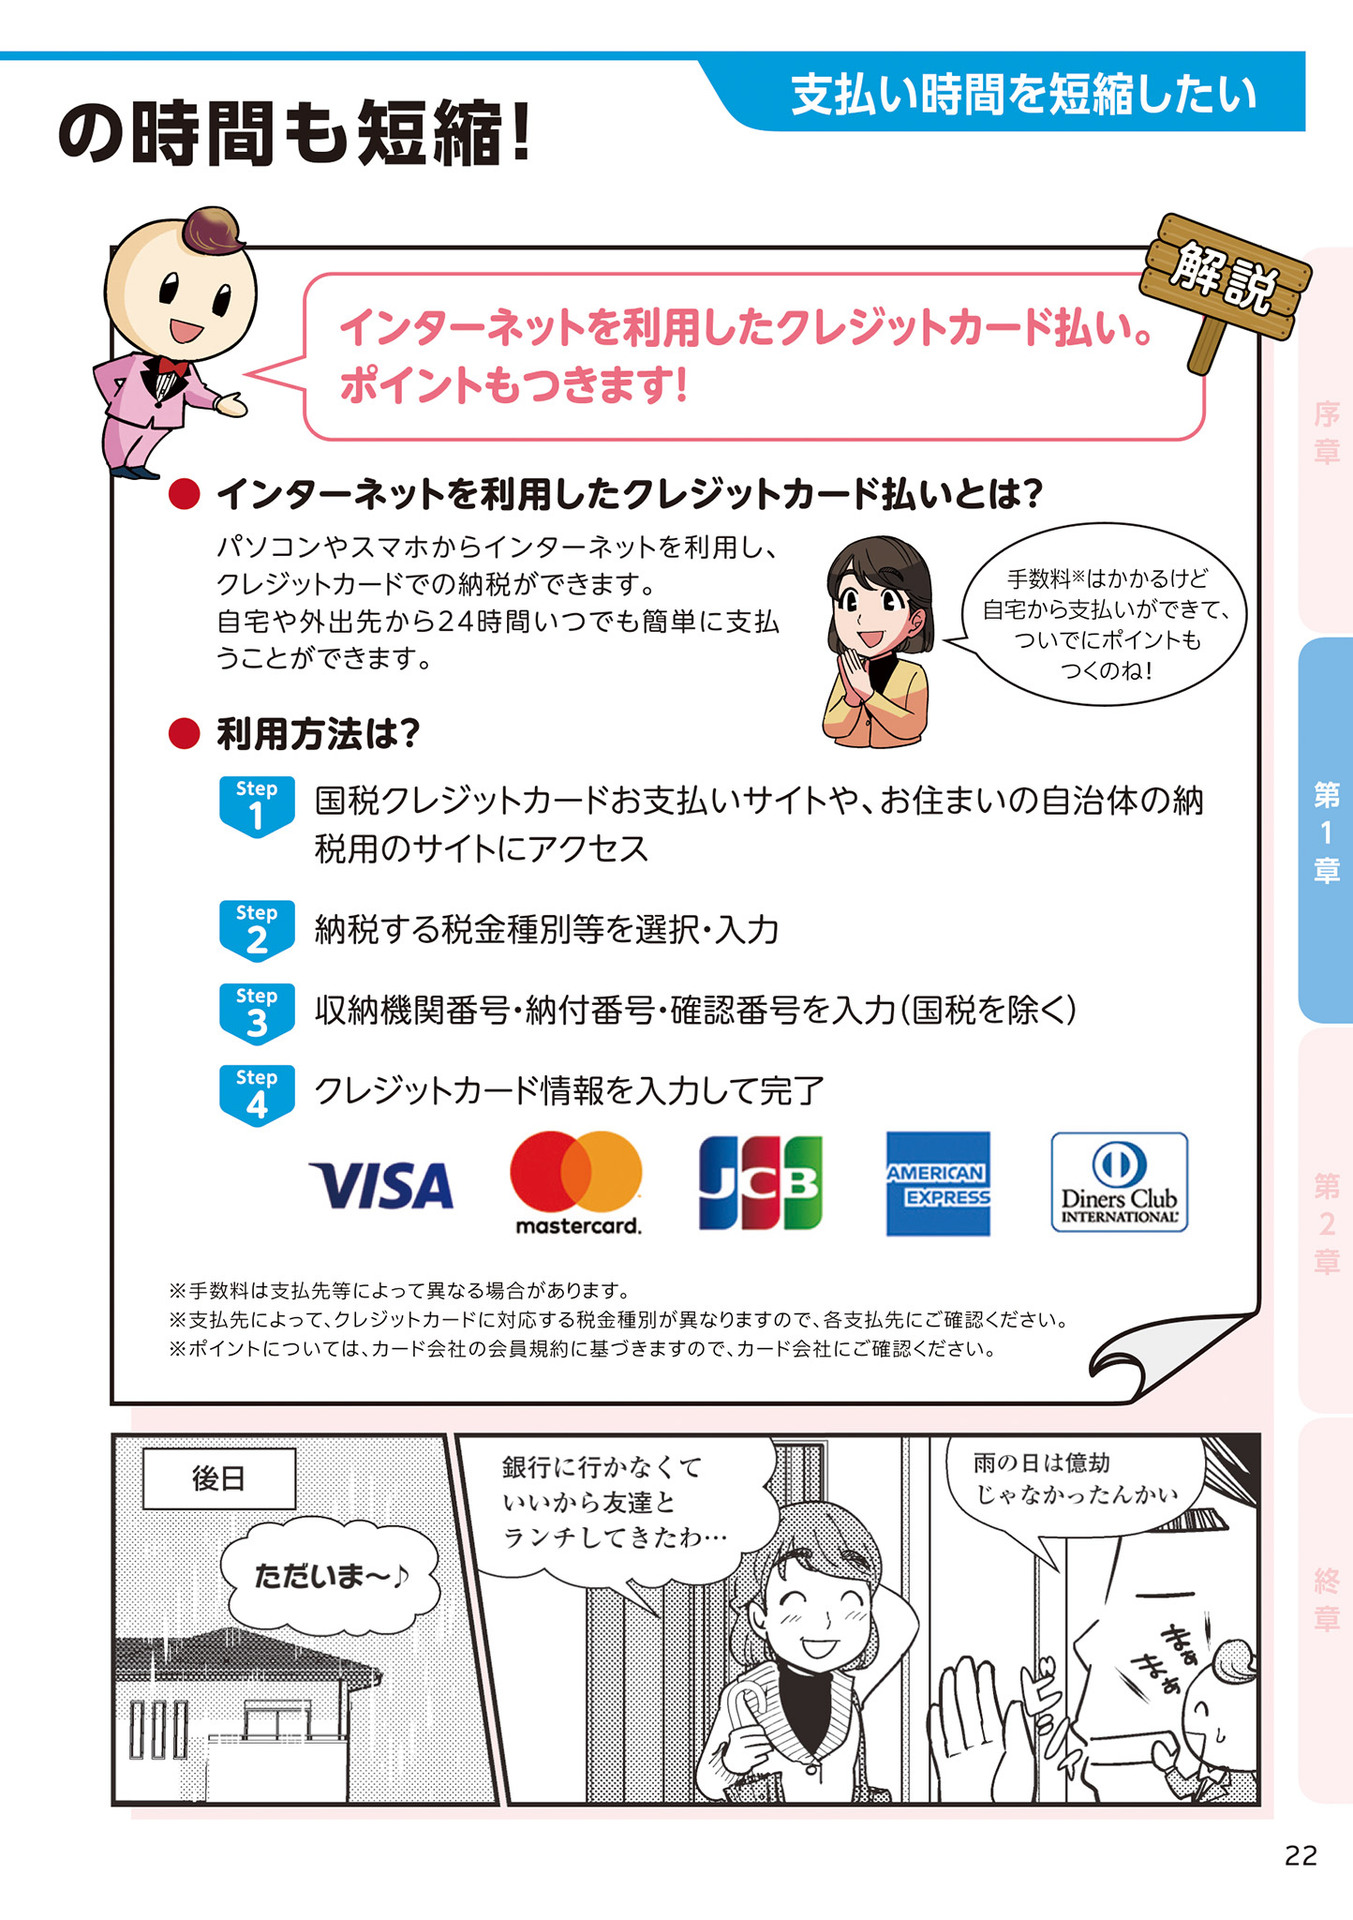 支払い時間を短縮したい
の時間も短縮!
解説
インターネットを利用したクレジットカード払い。
ポイントもつきます!
● インターネットを利用したクレジットカード払いとは?
パソコンやスマホからインターネットを利用し、
クレジットカードでの納税ができます。
自宅や外出先から24時間いつでも簡単に支払
うことができます。
手数料※はかかるけど
自宅から支払いができて、
ついでにポイントも
つくのね!
● 利用方法は?
Step
1
国税クレジットカードお支払いサイトや、お住まいの自治体の納
税用のサイトにアクセス
Step
2
納税する税金種別等を選択・入力
Step
3
収納機関番号・納付番号・確認番号を入力(国税を除く)
Step
4
クレジットカード情報を入力して完了
VISA
mastercard.
JCB
AMERICAN
EXPRESS
Diners Club
INTERNATIONAL
※手数料は支払先等によって異なる場合があります。
※支払先によって、クレジットカードに対応する税金種別が異なりますので、各支払先にご確認ください。
※ポイントについては、カード会社の会員規約に基づきますので、カード会社にご確認ください。
後日
ただいま〜♪
銀行に行かなくて
いいから友達と
ランチしてきたわ…
雨の日は億劫
じゃなかったんかい
ビシィ
まぁ
まぁ
序章
第1章
第2章
終章
22